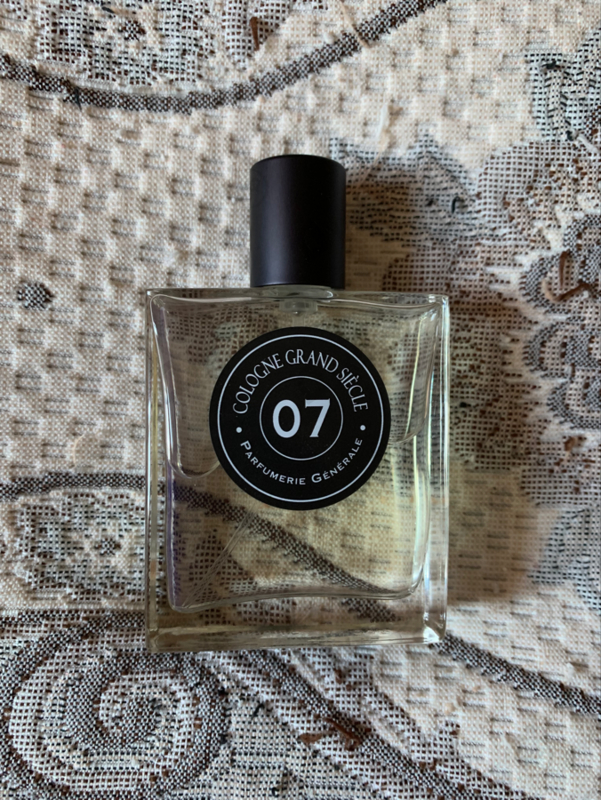 COLOGNE GRAND SIÈCLE
07
• PARFUMERIE GÉNÉRALE •